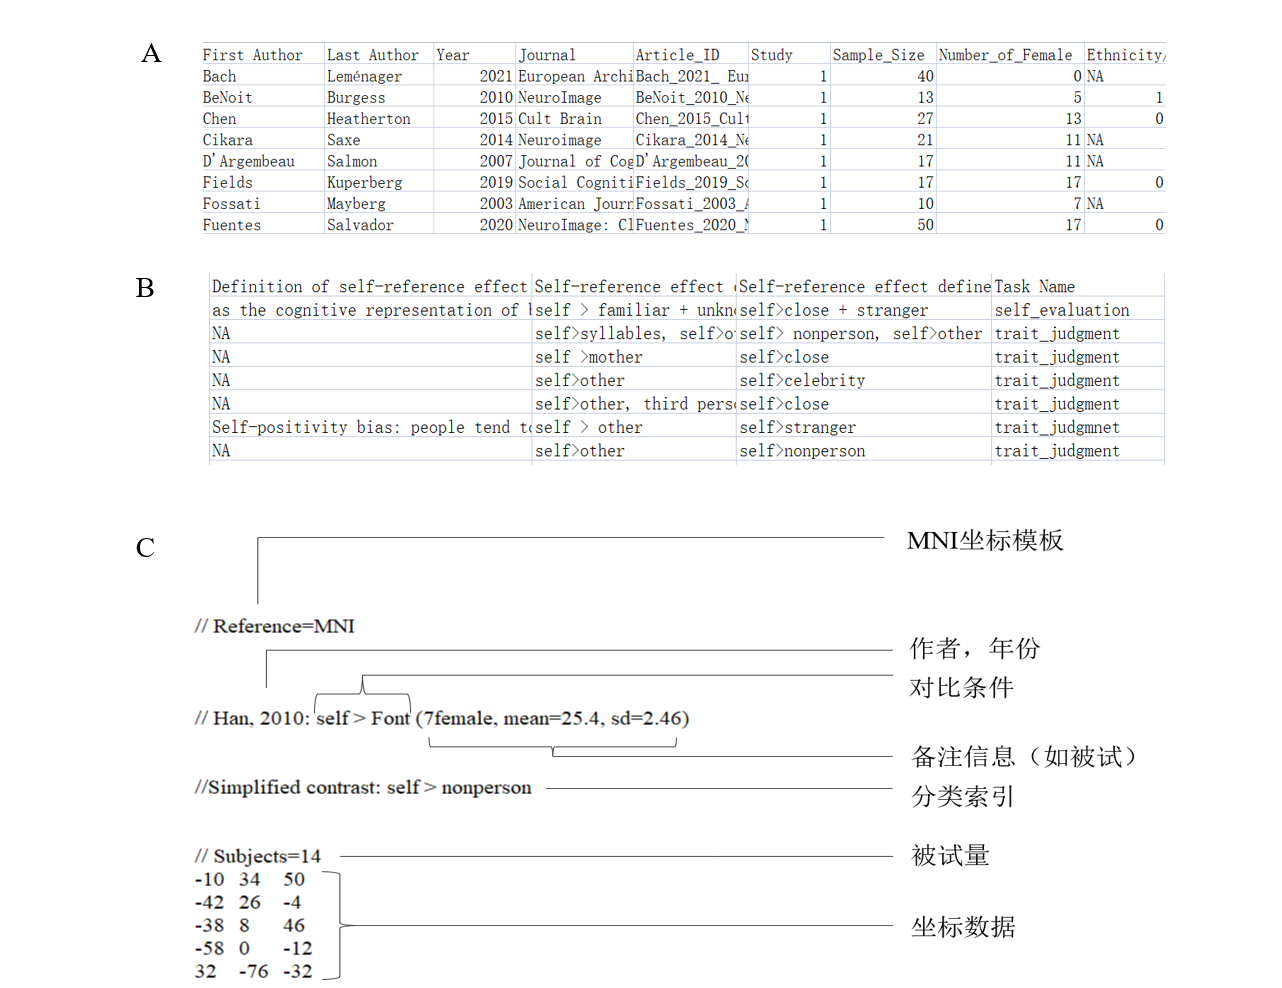 A
First Author Last Author Year Journal Article_ID Study Sample_Size Number_of_Female Ethnicity/
Bach Leménager 2021 European Archi Bach_2021_ Eur 1 40 0 NA
BeNoit Burgess 2010 NeuroImage BeNoit_2010_Ne 1 13 5 1
Chen Heatherton 2015 Cult Brain Chen_2015_Cult 1 27 13 0
Cikara Saxe 2014 Neuroimage Cikara_2014_Ne 1 21 11 NA
D'Argembeau Salmon 2007 Journal of Cog D'Argembeau_20 1 17 11 NA
Fields Kuperberg 2019 Social Cogniti Fields_2019_So 1 17 17 0
Fossati Mayberg 2003 American Journ Fossati_2003_A 1 10 7 NA
Fuentes Salvador 2020 NeuroImage: Cl Fuentes_2020_N 1 50 17 0
B
Definition of self-reference effect Self-reference effect Self-reference effect define Task Name
as the cognitive representation of self > familiar + unkno self>close + stranger self_evaluation
NA self>syllables, self>o self> nonperson, self>other trait_judgment
NA self >mother self>close trait_judgment
NA self>other self>celebrity trait_judgment
NA self>other, third pers self>close trait_judgment
Self-positivity bias: people tend to self > other self>stranger trait_judgmnet
NA self>other self>nonperson trait_judgment
C
MNI坐标模板
// Reference=MNI
作者，年份
对比条件
// Han, 2010: self > Font (7female, mean=25.4, sd=2.46)
备注信息（如被试）
//Simplified contrast: self > nonperson
分类索引
// Subjects=14
被试量
-10 34 50
-42 26 -4
-38 8 46
坐标数据
-58 0 -12
32 -76 -32